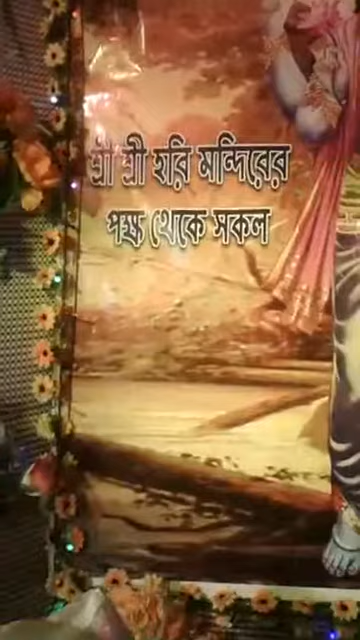 শ্রী শ্রী হরি মন্দিরের
পক্ষ থেকে সকল